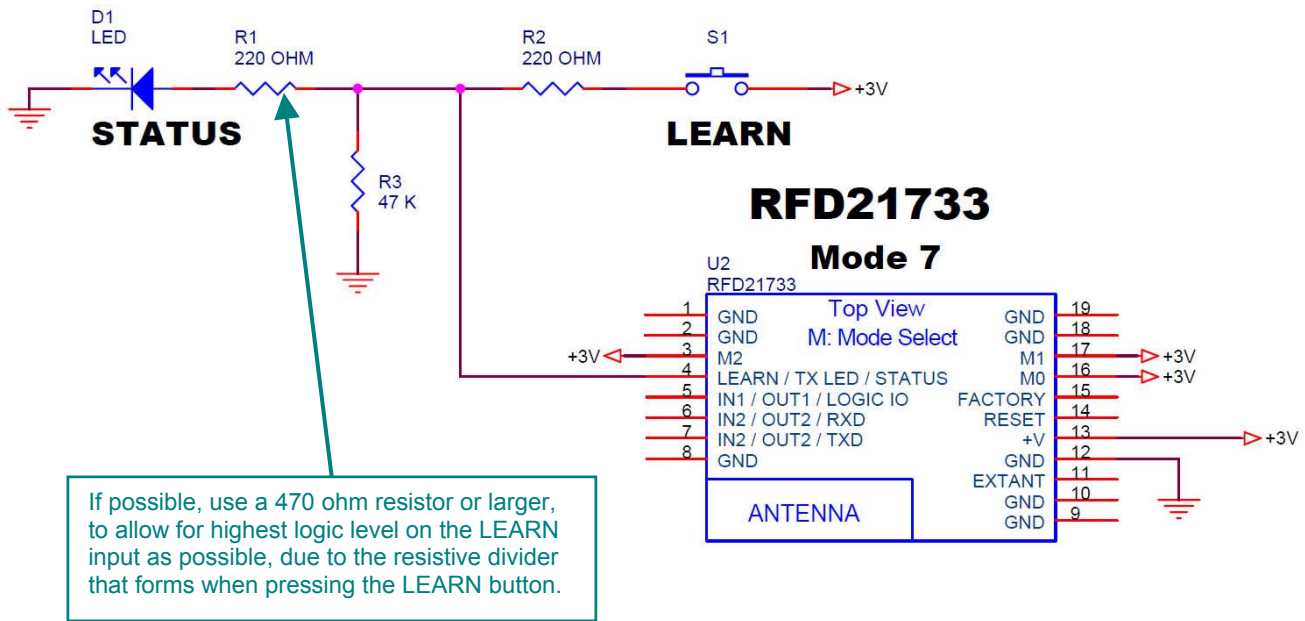 D1
LED
R1
220 OHM
R2
220 OHM
S1
+3V
STATUS
LEARN
R3
47 K
RFD21733
Mode 7
U2
RFD21733
Top View
M: Mode Select
1 GND
2 GND
+3V 3 M2
4 LEARN / TX LED / STATUS
5 IN1 / OUT1 / LOGIC IO
6 IN2 / OUT2 / RXD
7 IN2 / OUT2 / TXD
8 GND
GND 19
GND 18
M1 17 +3V
M0 16 +3V
FACTORY 15
RESET 14
+V 13 +3V
GND 12
EXTANT 11
GND 10
GND 9
ANTENNA
If possible, use a 470 ohm resistor or larger,
to allow for highest logic level on the LEARN
input as possible, due to the resistive divider
that forms when pressing the LEARN button.